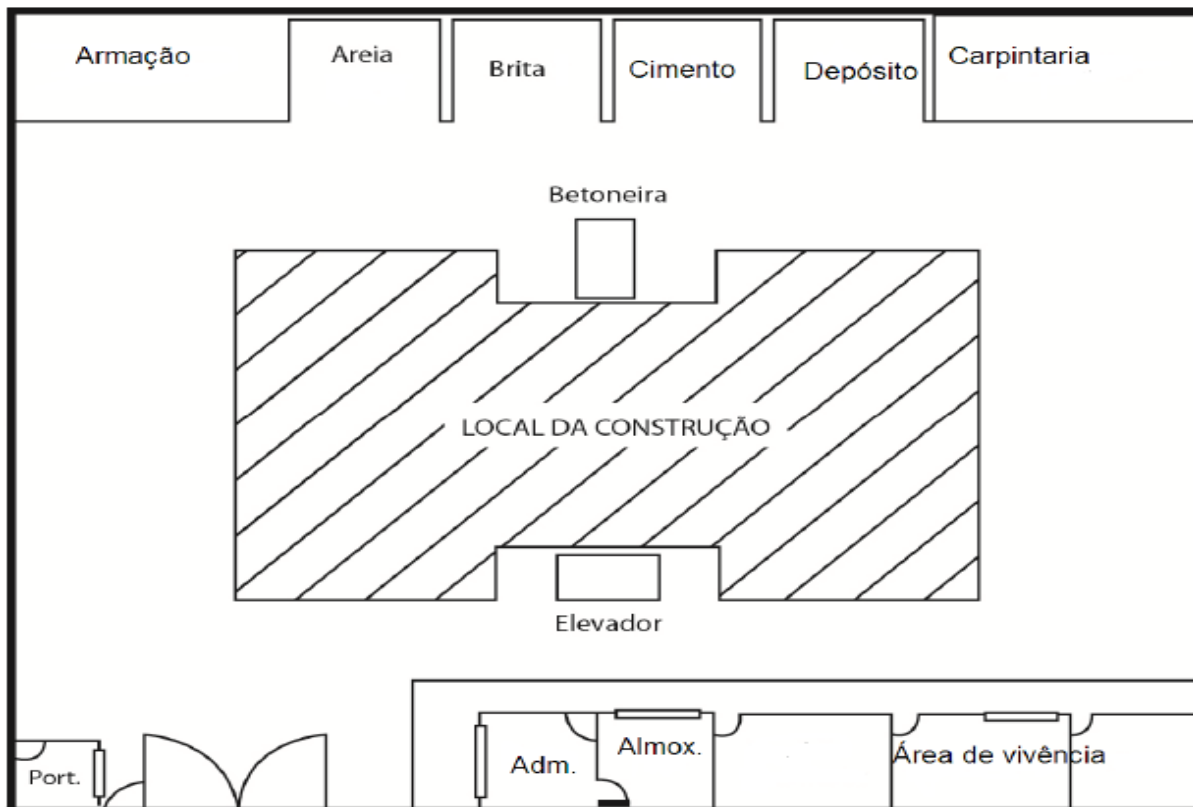 Armação
Areia
Brita
Cimento
Depósito
Carpintaria
Betoneira
LOCAL DA CONSTRUÇÃO
Elevador
Port.
Adm.
Almox.
Área de vivência